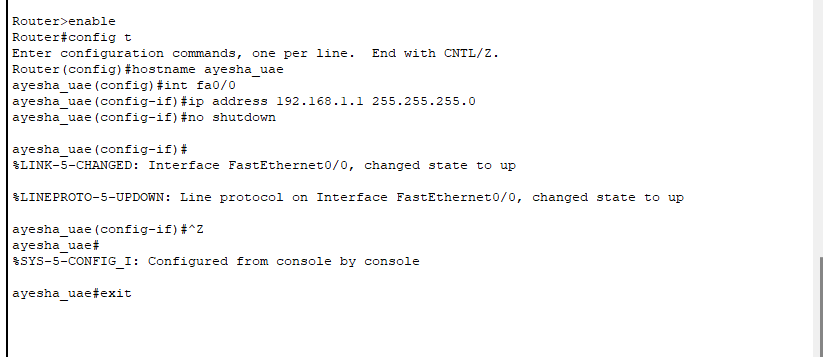 Router>enable
Router#config t
Enter configuration commands, one per line.  End with CNTL/Z.
Router(config)#hostname ayesha_uae
ayesha_uae(config)#int fa0/0
ayesha_uae(config-if)#ip address 192.168.1.1 255.255.255.0
ayesha_uae(config-if)#no shutdown
ayesha_uae(config-if)#
%LINK-5-CHANGED: Interface FastEthernet0/0, changed state to up
%LINEPROTO-5-UPDOWN: Line protocol on Interface FastEthernet0/0, changed state to up
ayesha_uae(config-if)#^Z
ayesha_uae#
%SYS-5-CONFIG_I: Configured from console by console
ayesha_uae#exit